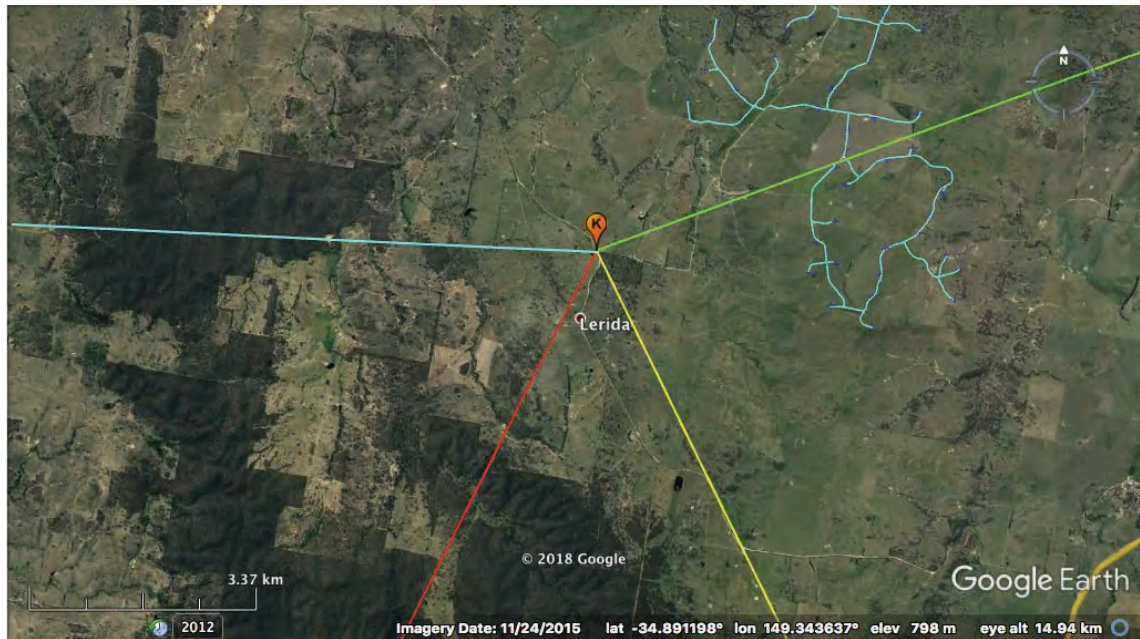 N
K
Lerida
© 2018 Google
3.37 km
Google Earth
2012
Imagery Date: 11/24/2015 lat -34.891198° lon 149.343637° elev 798 m eye alt 14.94 km